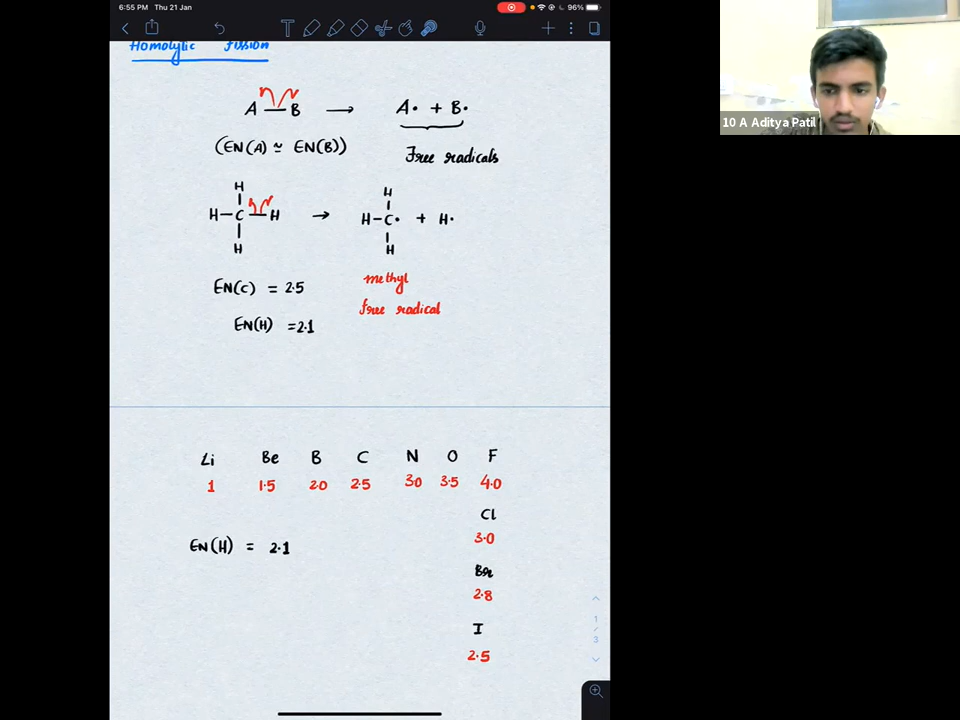 6:55 PM Thu 21 Jan
96%
10 A Aditya Patil
Homolytic Fission
A — B → A• + B•
(EN(A) ≃ EN(B))
Free radicals
H H
H—C—H → H—C• + H•
H H
EN(C) = 2.5
methyl
free radical
EN(H) = 2.1
Li Be B C N O F
1 1.5 2.0 2.5 3.0 3.5 4.0
Cl
3.0
EN(H) = 2.1
Br
2.8
I
2.5
1
/
3